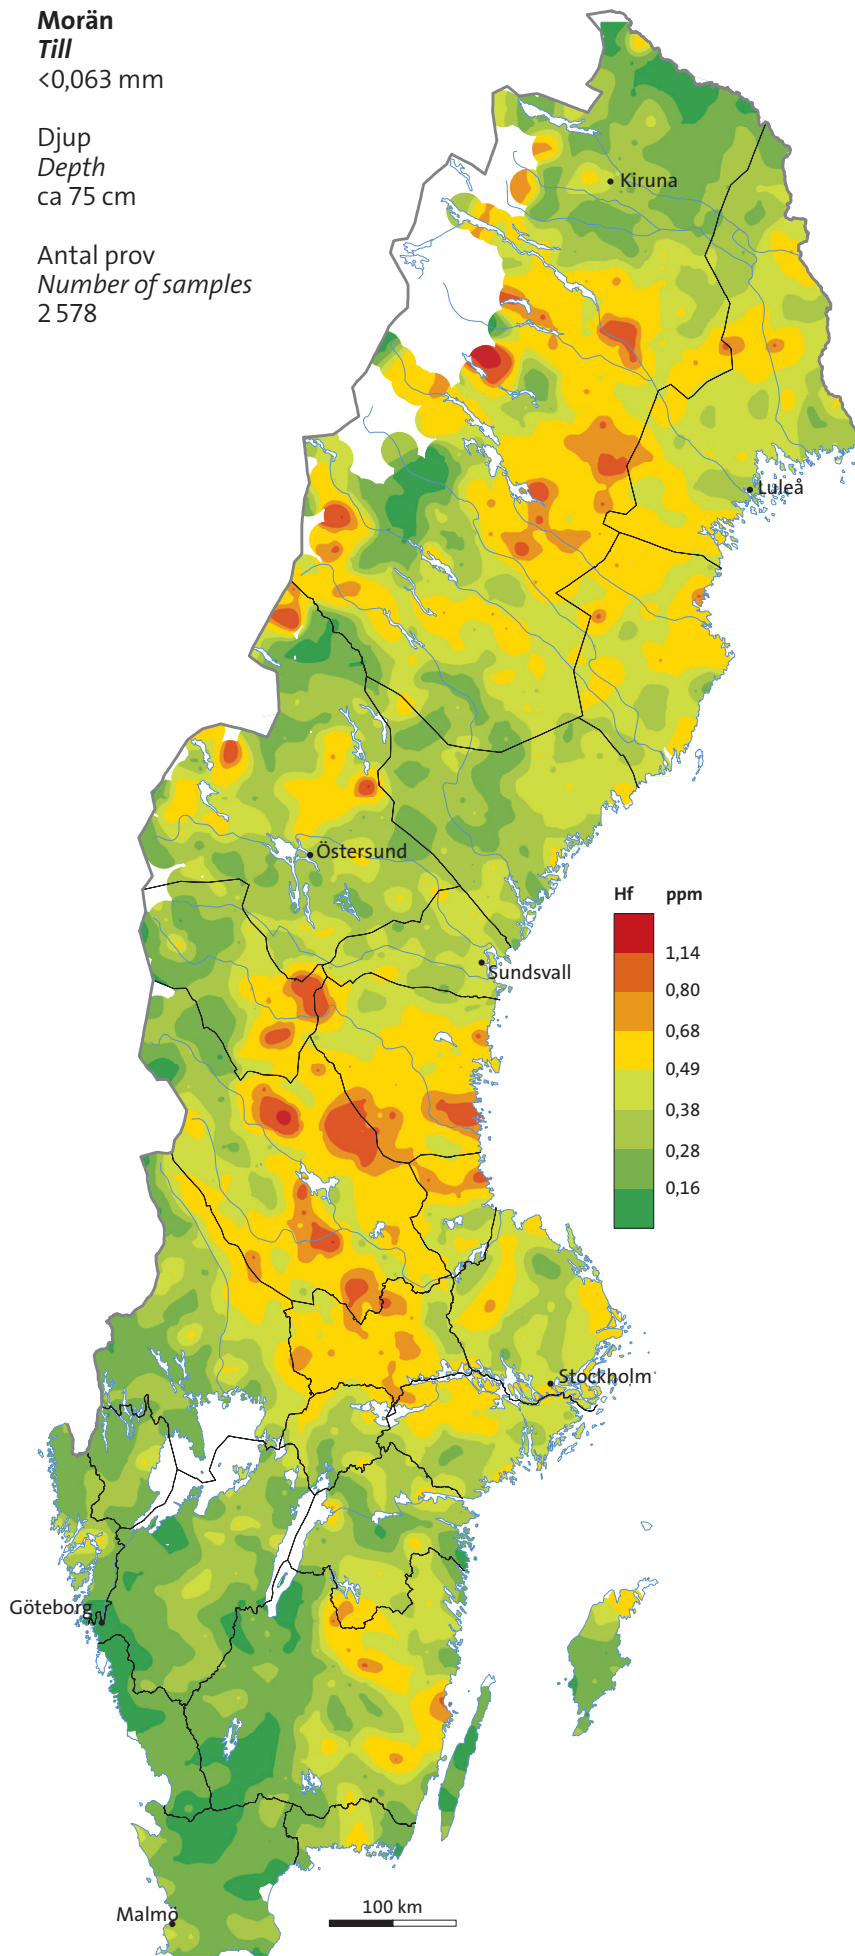 Morän
Till
<0,063 mm
Djup
Depth
ca 75 cm
Antal prov
Number of samples
2 578
Kiruna
Luleå
Östersund
Sundsvall
Hf ppm
1,14
0,80
0,68
0,49
0,38
0,28
0,16
Stockholm
Göteborg
Malmö
100 km